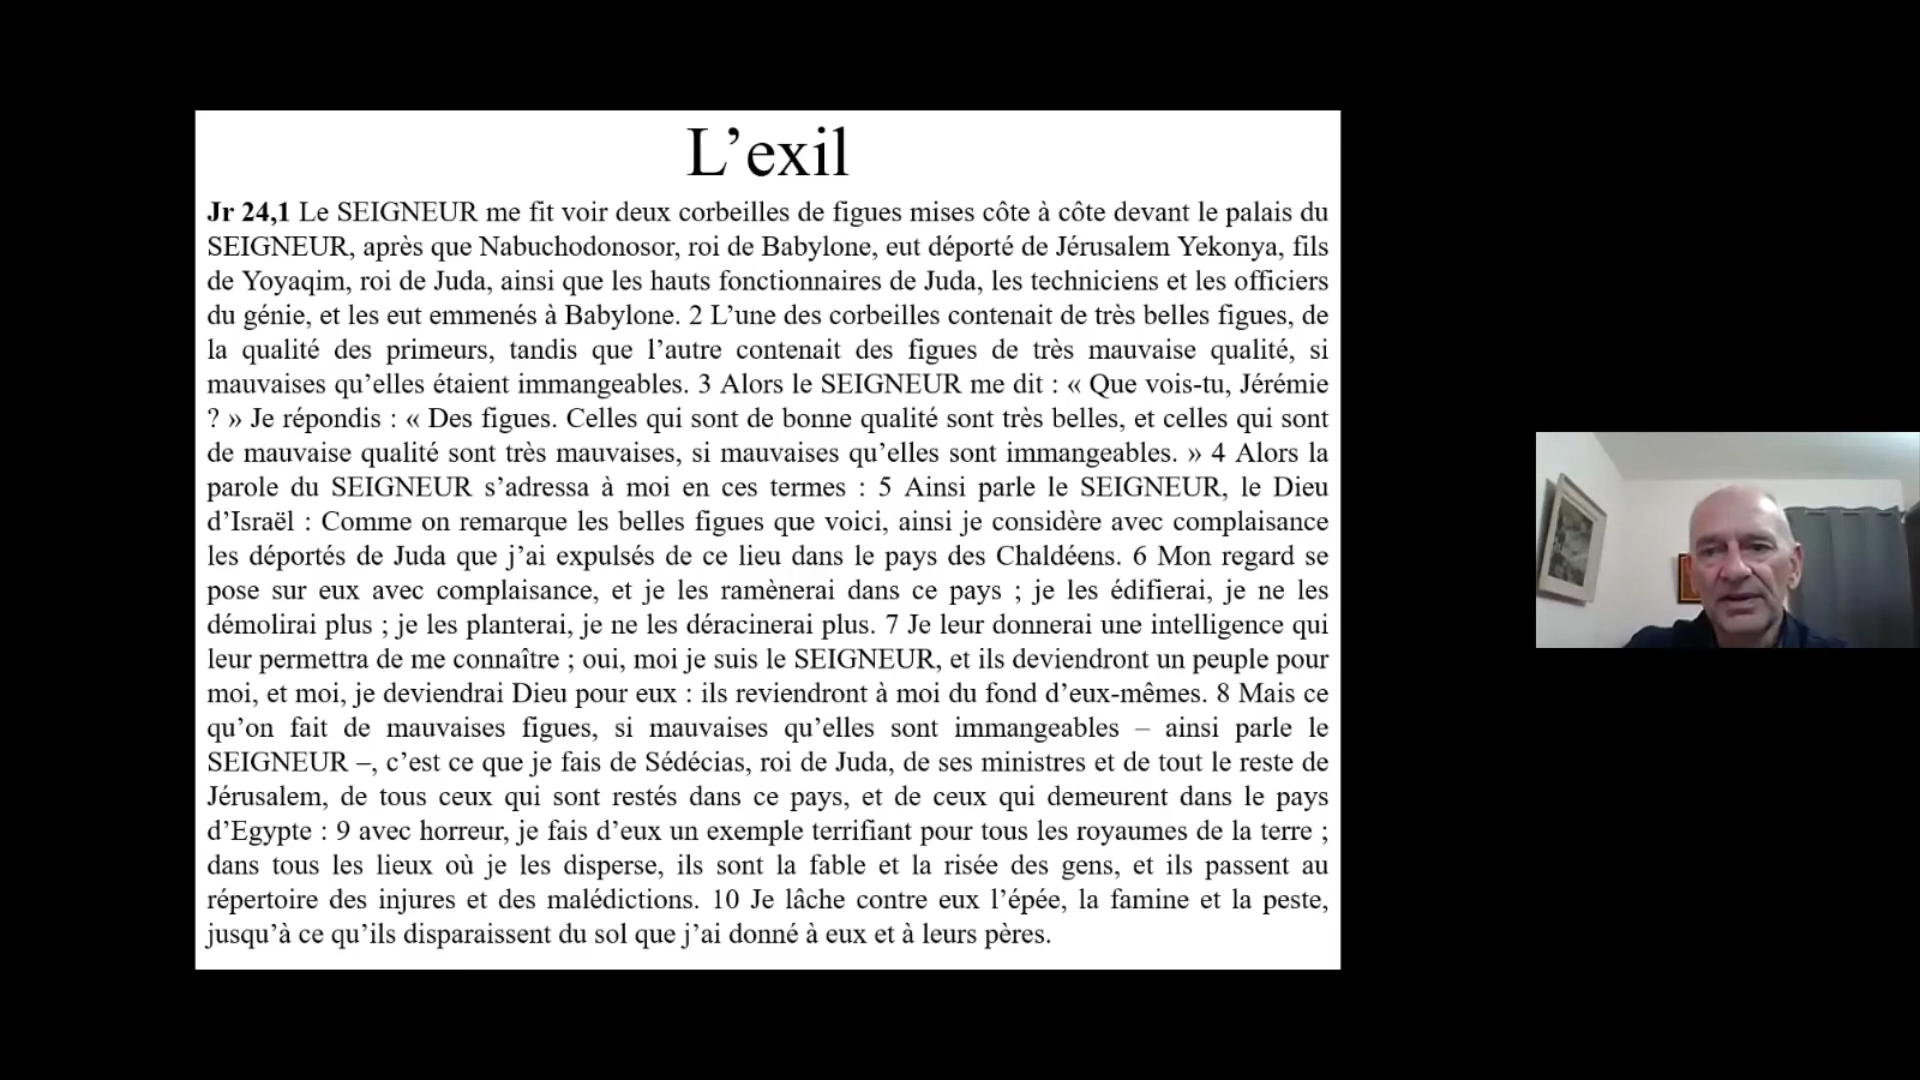 L’exil
Jr 24,1 Le SEIGNEUR me fit voir deux corbeilles de figues mises côte à côte devant le palais du
SEIGNEUR, après que Nabuchodonosor, roi de Babylone, eut déporté de Jérusalem Yekonya, fils
de Yoyaqim, roi de Juda, ainsi que les hauts fonctionnaires de Juda, les techniciens et les officiers
du génie, et les eut emmenés à Babylone. 2 L’une des corbeilles contenait de très belles figues, de
la qualité des primeurs, tandis que l’autre contenait des figues de très mauvaise qualité, si
mauvaises qu’elles étaient immangeables. 3 Alors le SEIGNEUR me dit : « Que vois-tu, Jérémie
? » Je répondis : « Des figues. Celles qui sont de bonne qualité sont très belles, et celles qui sont
de mauvaise qualité sont très mauvaises, si mauvaises qu’elles sont immangeables. » 4 Alors la
parole du SEIGNEUR s’adressa à moi en ces termes : 5 Ainsi parle le SEIGNEUR, le Dieu
d’Israël : Comme on remarque les belles figues que voici, ainsi je considère avec complaisance
les déportés de Juda que j’ai expulsés de ce lieu dans le pays des Chaldéens. 6 Mon regard se
pose sur eux avec complaisance, et je les ramènerai dans ce pays ; je les édifierai, je ne les
démolirai plus ; je les planterai, je ne les déracinerai plus. 7 Je leur donnerai une intelligence qui
leur permettra de me connaître ; oui, moi je suis le SEIGNEUR, et ils deviendront un peuple pour
moi, et moi, je deviendrai Dieu pour eux : ils reviendront à moi du fond d’eux-mêmes. 8 Mais ce
qu’on fait de mauvaises figues, si mauvaises qu’elles sont immangeables – ainsi parle le
SEIGNEUR –, c’est ce que je fais de Sédécias, roi de Juda, de ses ministres et de tout le reste de
Jérusalem, de tous ceux qui sont restés dans ce pays, et de ceux qui demeurent dans le pays
d’Egypte : 9 avec horreur, je fais d’eux un exemple terrifiant pour tous les royaumes de la terre ;
dans tous les lieux où je les disperse, ils sont la fable et la risée des gens, et ils passent au
répertoire des injures et des malédictions. 10 Je lâche contre eux l’épée, la famine et la peste,
jusqu’à ce qu’ils disparaissent du sol que j’ai donné à eux et à leurs pères.